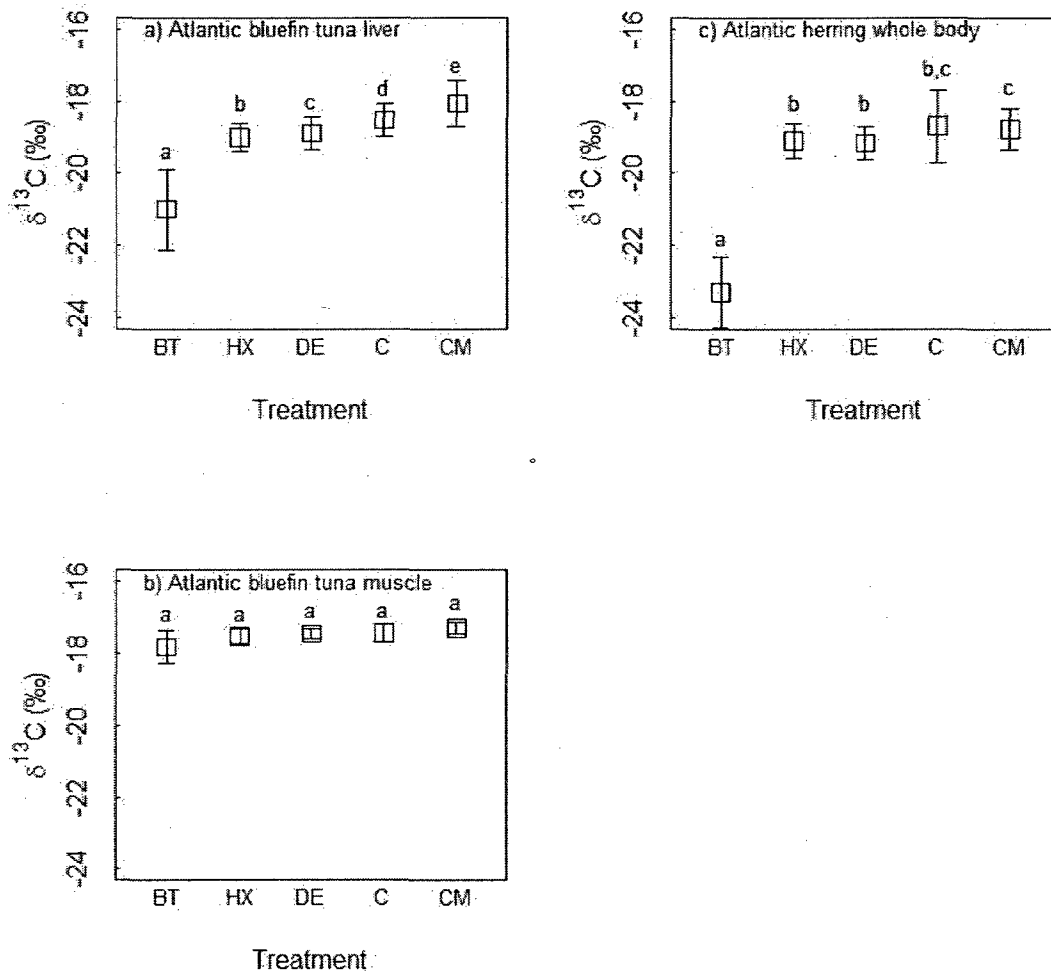 a) Atlantic bluefin tuna liver
-16
-18
-20
-22
-24
δ13C (‰)
a
b
c
d
e
BT HX DE C CM
Treatment
c) Atlantic herring whole body
-16
-18
-20
-22
-24
δ13C (‰)
a
b
b
b,c
c
BT HX DE C CM
Treatment
b) Atlantic bluefin tuna muscle
-16
-18
-20
-22
-24
δ13C (‰)
a
a
a
a
a
BT HX DE C CM
Treatment